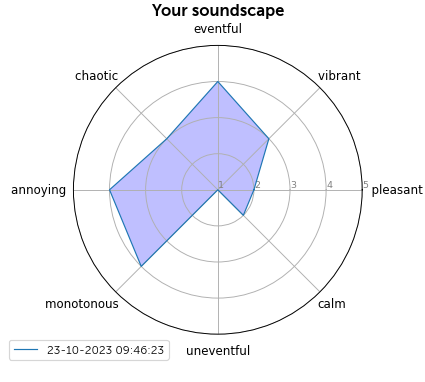 Your soundscape
eventful
chaotic
vibrant
annoying
1
2
3
4
5
pleasant
monotonous
calm
23-10-2023 09:46:23
uneventful